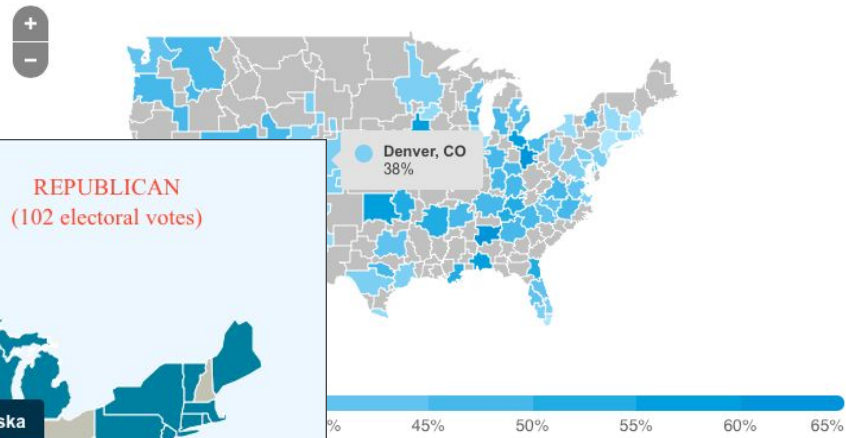 +
−
Denver, CO
38%
REPUBLICAN
(102 electoral votes)
ska
%
45%
50%
55%
60%
65%